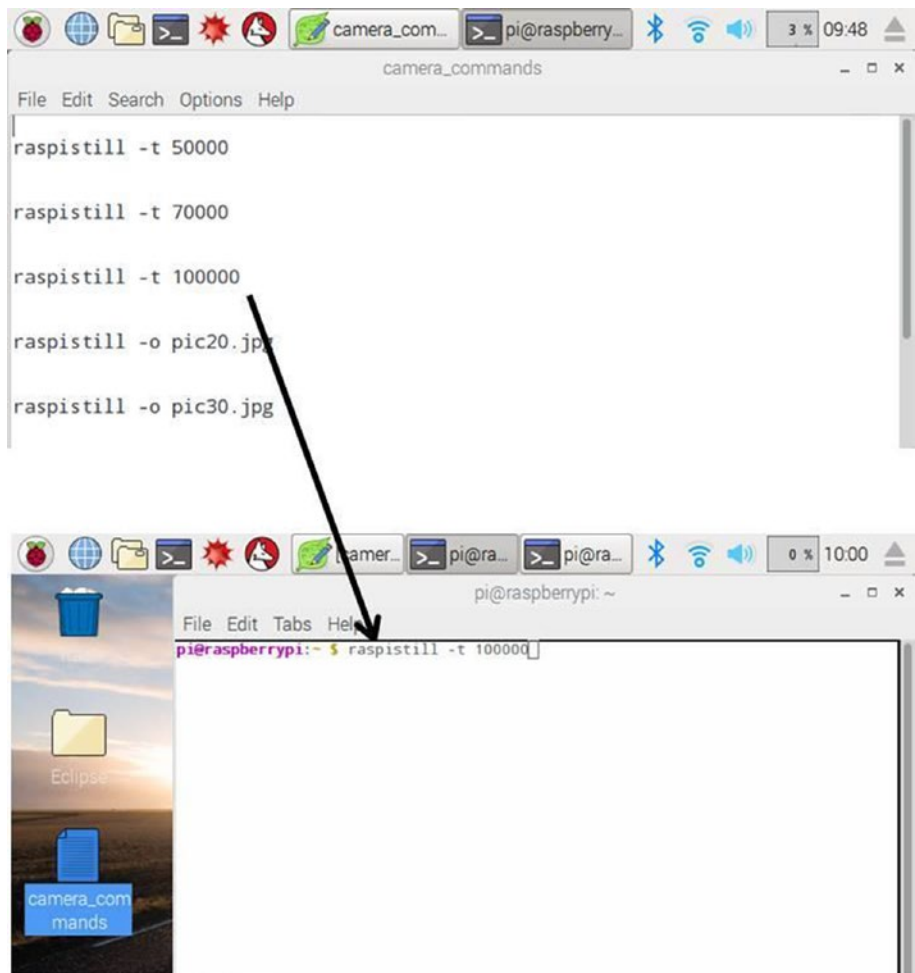 camera_com... pi@raspberry... 3 % 09:48
camera_commands
File Edit Search Options Help
raspistill -t 50000
raspistill -t 70000
raspistill -t 100000
raspistill -o pic20.jpg
raspistill -o pic30.jpg
pi@ra... pi@ra... 0 % 10:00
pi@raspberrypi: ~
File Edit Tabs Help
pi@raspberrypi:~ $ raspistill -t 100000
Eclipse
camera_com
mands